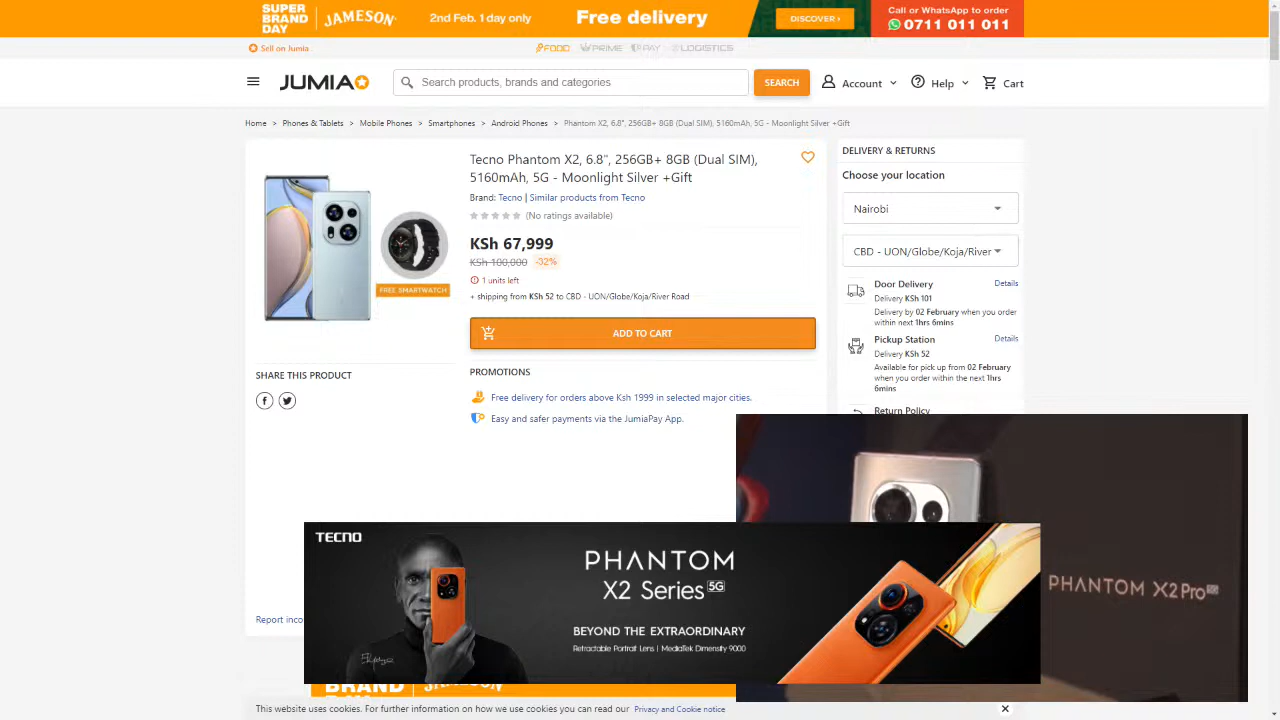 SUPER
BRAND
DAY
JAMESON
2nd Feb. 1 day only
Free delivery
DISCOVER ›
Call or WhatsApp to order
0711 011 011
Sell on Jumia
FOOD
PRIME
PAY
LOGISTICS
JUMIA
Search products, brands and categories
SEARCH
Account
Help
Cart
Home > Phones & Tablets > Mobile Phones > Smartphones > Android Phones > Phantom X2, 6.8", 256GB+ 8GB (Dual SIM), 5160mAh, 5G - Moonlight Silver +Gift
Tecno Phantom X2, 6.8", 256GB+ 8GB (Dual SIM),
5160mAh, 5G - Moonlight Silver +Gift
Brand: Tecno | Similar products from Tecno
(No ratings available)
KSh 67,999
KSh 100,000 -32%
1 units left
+ shipping from KSh 52 to CBD - UON/Globe/Koja/River Road
ADD TO CART
FREE SMARTWATCH
SHARE THIS PRODUCT
PROMOTIONS
Free delivery for orders above Ksh 1999 in selected major cities.
Easy and safer payments via the JumiaPay App.
DELIVERY & RETURNS
Choose your location
Nairobi
CBD - UON/Globe/Koja/River
Door Delivery
Details
Delivery KSh 101
Delivery by 02 February when you order
within next 1hrs 6mins
Pickup Station
Details
Delivery KSh 52
Available for pick up from 02 February
when you order within the next 1hrs
6mins
Return Policy
Report inco
TECNO
PHANTOM
X2 Series 5G
BEYOND THE EXTRAORDINARY
Retractable Portrait Lens | MediaTek Dimensity 9000
PHANTOM X2 Pro
BRAND
JAMESON
This website uses cookies. For further information on how we use cookies you can read our Privacy and Cookie notice